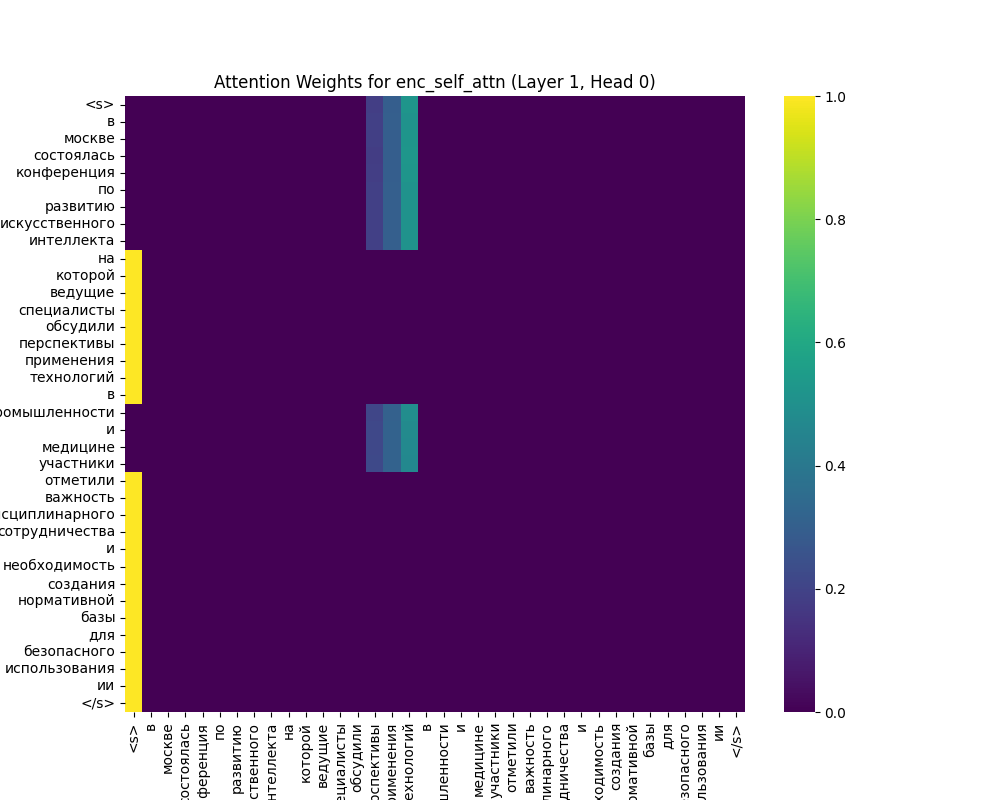 Attention Weights for enc_self_attn (Layer 1, Head 0)
<s>
в
москве
состоялась
конференция
по
развитию
искусственного
интеллекта
на
которой
ведущие
специалисты
обсудили
перспективы
применения
технологий
в
ромышленности
и
медицине
участники
отметили
важность
сциплинарного
сотрудничества
и
необходимость
создания
нормативной
базы
для
безопасного
использования
ии
</s>
1.0
0.8
0.6
0.4
0.2
0.0
<s>
в
москве
остоялась
ференция
по
развитию
ственного
нтеллекта
на
которой
ведущие
ециалисты
обсудили
рспективы
рименения
ехнологий
в
шленности
и
медицине
участники
отметили
важность
линарного
дничества
и
ходимость
создания
рмативной
базы
для
езопасного
льзования
ии
</s>